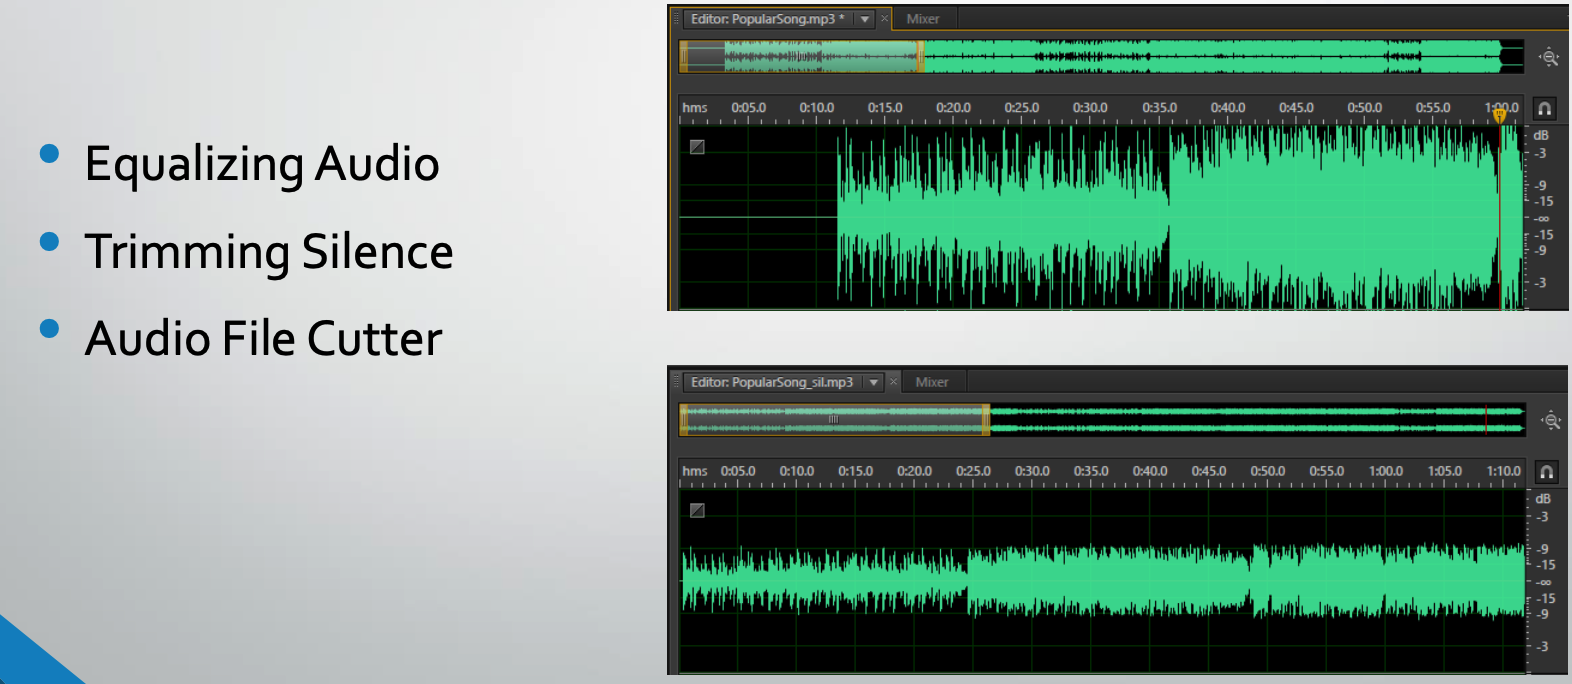 Equalizing Audio
Trimming Silence
Audio File Cutter
Editor: PopularSong.mp3 *
Mixer
hms 0:05.0 0:10.0 0:15.0 0:20.0 0:25.0 0:30.0 0:35.0 0:40.0 0:45.0 0:50.0 0:55.0 1:00.0
dB
-3
-9
-15
-∞
-15
-9
-3
Editor: PopularSong_sil.mp3
Mixer
hms 0:05.0 0:10.0 0:15.0 0:20.0 0:25.0 0:30.0 0:35.0 0:40.0 0:45.0 0:50.0 0:55.0 1:00.0 1:05.0 1:10.0
dB
-3
-9
-15
-∞
-15
-9
-3